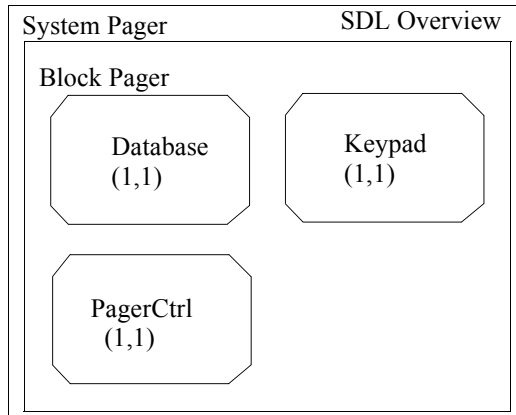 System Pager
SDL Overview
Block Pager
Database
(1,1)
Keypad
(1,1)
PagerCtrl
(1,1)